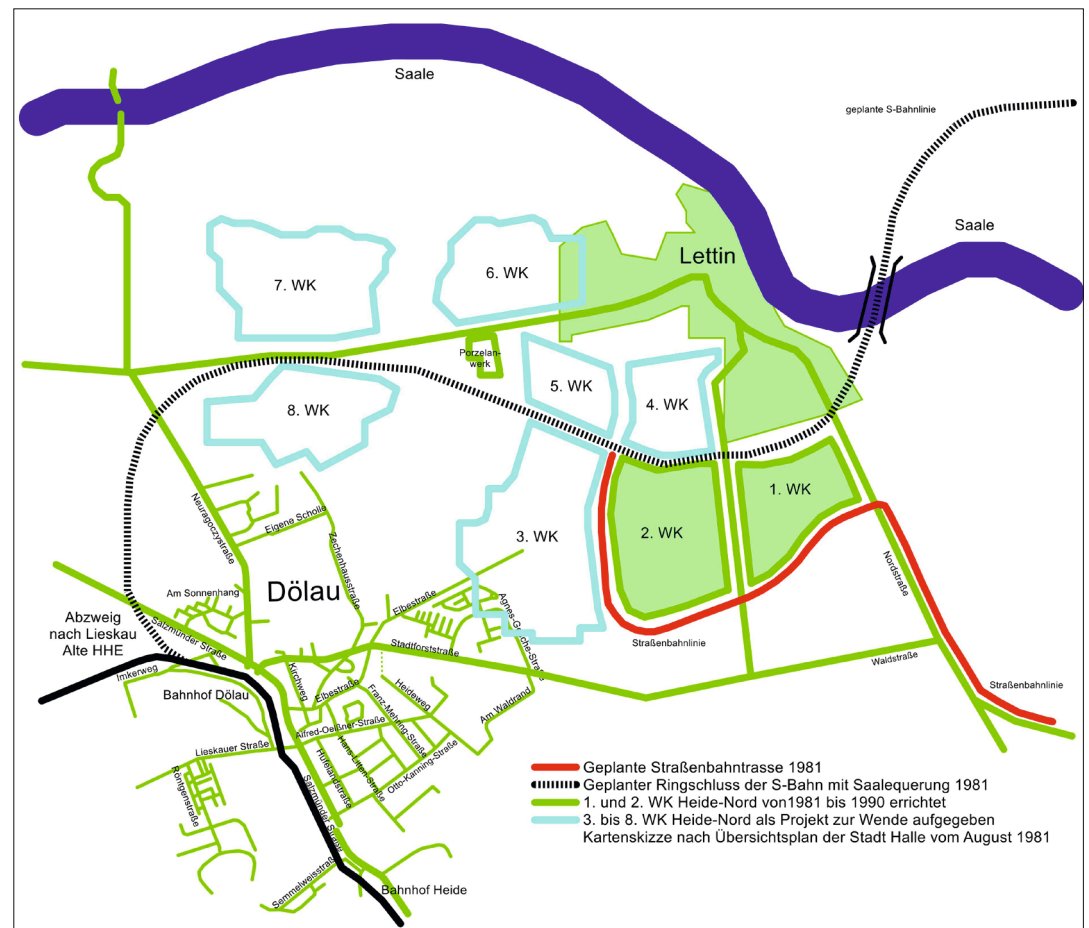 Saale
geplante S-Bahnlinie
Saale
Lettin
7. WK
6. WK
Porzelan-
werk
5. WK
4. WK
8. WK
1. WK
2. WK
3. WK
Neuragoczystraße
Eigene Scholle
Zechenhausstraße
Nordstraße
Am Sonnenhang
Dölau
Elbestraße
Abzweig
nach Lieskau
Alte HHE
Salzmünder Straße
Stadtforststraße
Straßenbahnlinie
Waldstraße
Imkerweg
Kirchweg
Elbestraße
Heideweg
Straßenbahnlinie
Bahnhof Dölau
Franz-Mehring-Straße
Am Waldrand
Alfred-Oeißner-Straße
Lieskauer Straße
Hans-Litten-Straße
Otto-Kanning-Straße
Hufelandstraße
Röntgenstraße
Salzmünder Straße
Semmelweisstraße
Bahnhof Heide
Geplante Straßenbahntrasse 1981
Geplanter Ringschluss der S-Bahn mit Saalequerung 1981
1. und 2. WK Heide-Nord von1981 bis 1990 errichtet
3. bis 8. WK Heide-Nord als Projekt zur Wende aufgegeben
Kartenskizze nach Übersichtsplan der Stadt Halle vom August 1981